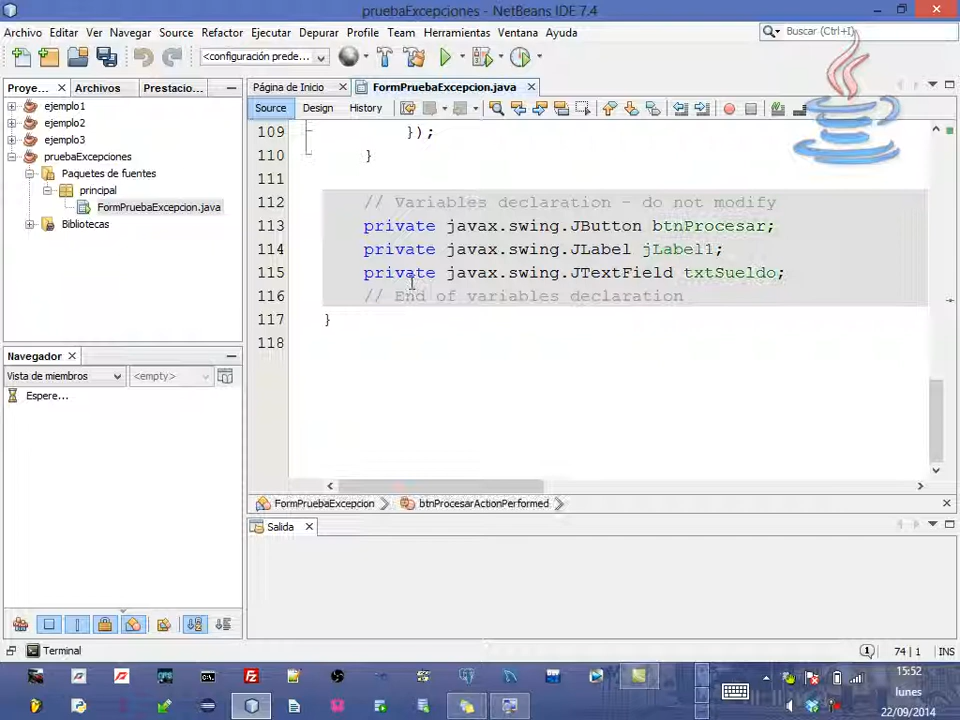 pruebaExcepciones - NetBeans IDE 7.4
Archivo Editar Ver Navegar Source Refactor Ejecutar Depurar Profile Team Herramientas Ventana Ayuda
Buscar (Ctrl+I)
<configuración prede...
Proye... Archivos Prestacio...
Página de Inicio FormPruebaExcepcion.java
Source Design History
ejemplo1
ejemplo2
ejemplo3
pruebaExcepciones
Paquetes de fuentes
principal
FormPruebaExcepcion.java
Bibliotecas
109 });
110 }
111
112 // Variables declaration - do not modify
113 private javax.swing.JButton btnProcesar;
114 private javax.swing.JLabel jLabel1;
115 private javax.swing.JTextField txtSueldo;
116 // End of variables declaration
117 }
118
Navegador
Vista de miembros <empty>
Espere...
FormPruebaExcepcion btnProcesarActionPerformed
Salida
Terminal
74 | 1 INS
15:52
lunes
22/09/2014